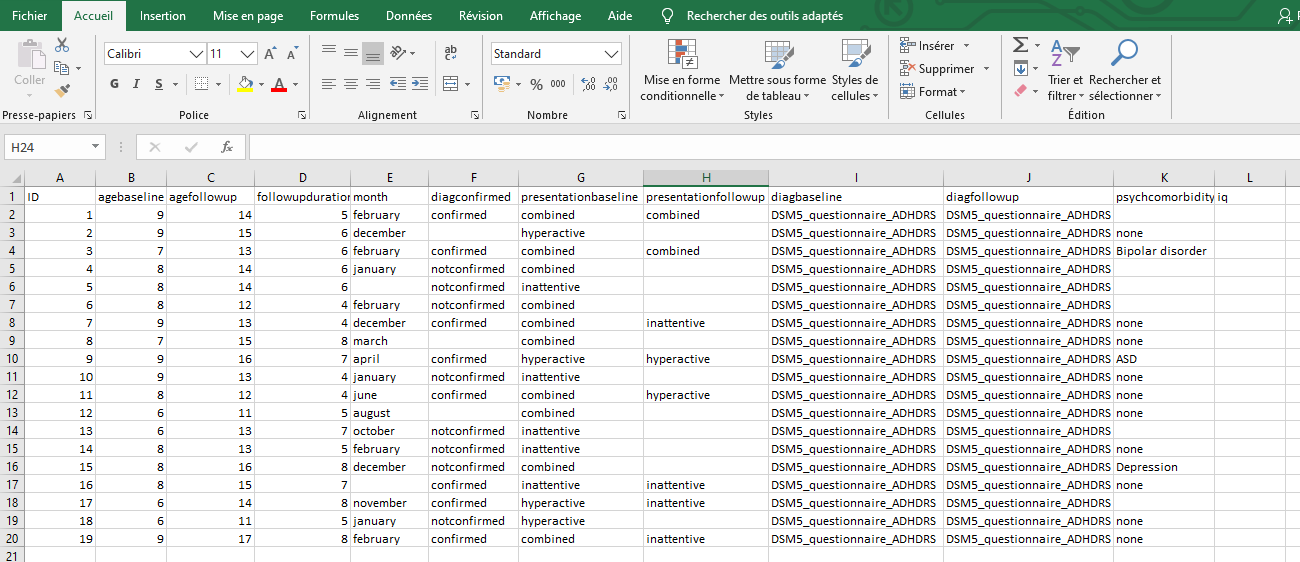 Fichier Accueil Insertion Mise en page Formules Données Révision Affichage Aide Rechercher des outils adaptés
Coller
Calibri 11
Standard
G I S
% 000
Mise en forme conditionnelle
Mettre sous forme de tableau
Styles de cellules
Insérer
Supprimer
Format
Trier et filtrer
Rechercher et sélectionner
Presse-papiers Police Alignement Nombre Styles Cellules Édition
H24 fx
A B C D E F G H I J K L
1 ID agebaseline agefollowup followupduration month diagconfirmed presentationbaseline presentationfollowup diagbaseline diagfollowup psychcomorbidity iq
2 1 9 14 5 february confirmed combined combined DSM5_questionnaire_ADHDRS DSM5_questionnaire_ADHDRS
3 2 9 15 6 december hyperactive DSM5_questionnaire_ADHDRS DSM5_questionnaire_ADHDRS none
4 3 7 13 6 february confirmed combined combined DSM5_questionnaire_ADHDRS DSM5_questionnaire_ADHDRS Bipolar disorder
5 4 8 14 6 january notconfirmed combined DSM5_questionnaire_ADHDRS DSM5_questionnaire_ADHDRS
6 5 8 14 6 notconfirmed inattentive DSM5_questionnaire_ADHDRS DSM5_questionnaire_ADHDRS
7 6 8 12 4 february notconfirmed combined DSM5_questionnaire_ADHDRS DSM5_questionnaire_ADHDRS
8 7 9 13 4 december confirmed combined inattentive DSM5_questionnaire_ADHDRS DSM5_questionnaire_ADHDRS none
9 8 7 15 8 march combined DSM5_questionnaire_ADHDRS DSM5_questionnaire_ADHDRS none
10 9 9 16 7 april confirmed hyperactive hyperactive DSM5_questionnaire_ADHDRS DSM5_questionnaire_ADHDRS ASD
11 10 9 13 4 january notconfirmed inattentive DSM5_questionnaire_ADHDRS DSM5_questionnaire_ADHDRS none
12 11 8 12 4 june confirmed combined hyperactive DSM5_questionnaire_ADHDRS DSM5_questionnaire_ADHDRS none
13 12 6 11 5 august combined DSM5_questionnaire_ADHDRS DSM5_questionnaire_ADHDRS none
14 13 6 13 7 october notconfirmed inattentive DSM5_questionnaire_ADHDRS DSM5_questionnaire_ADHDRS
15 14 8 13 5 february notconfirmed inattentive DSM5_questionnaire_ADHDRS DSM5_questionnaire_ADHDRS none
16 15 8 16 8 december notconfirmed combined DSM5_questionnaire_ADHDRS DSM5_questionnaire_ADHDRS Depression
17 16 8 15 7 confirmed inattentive inattentive DSM5_questionnaire_ADHDRS DSM5_questionnaire_ADHDRS none
18 17 6 14 8 november confirmed hyperactive inattentive DSM5_questionnaire_ADHDRS DSM5_questionnaire_ADHDRS
19 18 6 11 5 january notconfirmed hyperactive DSM5_questionnaire_ADHDRS DSM5_questionnaire_ADHDRS none
20 19 9 17 8 february confirmed combined inattentive DSM5_questionnaire_ADHDRS DSM5_questionnaire_ADHDRS none
21